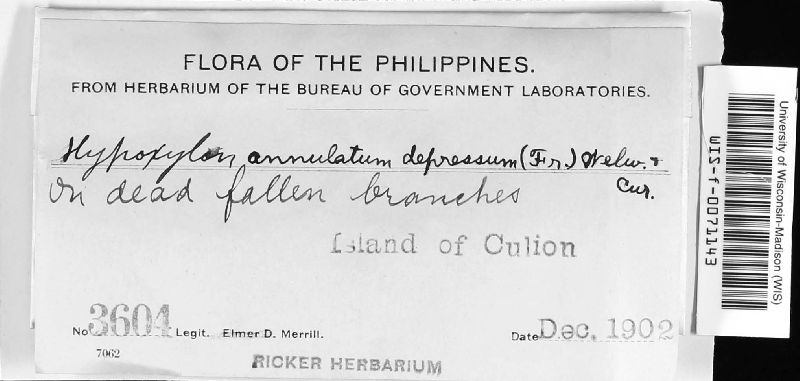 FLORA OF THE PHILIPPINES.
FROM HERBARIUM OF THE BUREAU OF GOVERNMENT LABORATORIES.
Hypoxylon annulatum depressum (Fr.) Welw. &
Cur.
On dead fallen branches
Island of Culion
No. 3604 Legit. Elmer D. Merrill. Date Dec, 1902
7062
RICKER HERBARIUM
University of Wisconsin-Madison (WIS)
WIS-f-0071143